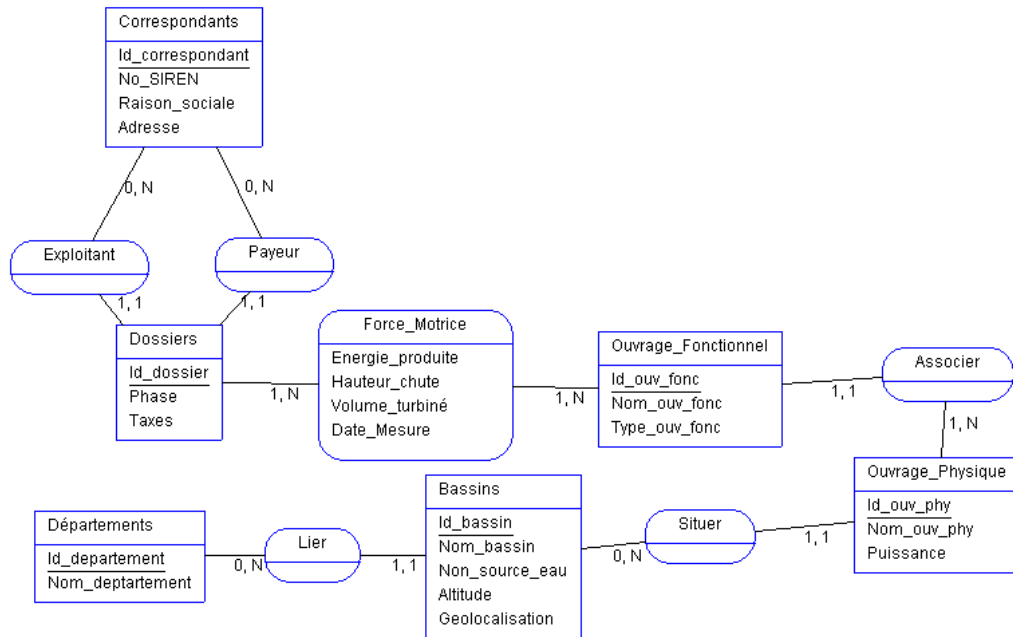 Correspondants
Id_correspondant
No_SIREN
Raison_sociale
Adresse
0, N
0, N
Exploitant
Payeur
1, 1
1, 1
Dossiers
Id_dossier
Phase
Taxes
1, N
Force_Motrice
Energie_produite
Hauteur_chute
Volume_turbiné
Date_Mesure
1, N
Ouvrage_Fonctionnel
Id_ouv_fonc
Nom_ouv_fonc
Type_ouv_fonc
1, 1
Associer
1, N
Ouvrage_Physique
Id_ouv_phy
Nom_ouv_phy
Puissance
1, 1
Situer
0, N
Bassins
Id_bassin
Nom_bassin
Non_source_eau
Altitude
Geolocalisation
1, 1
Lier
0, N
Départements
Id_departement
Nom_deptartement